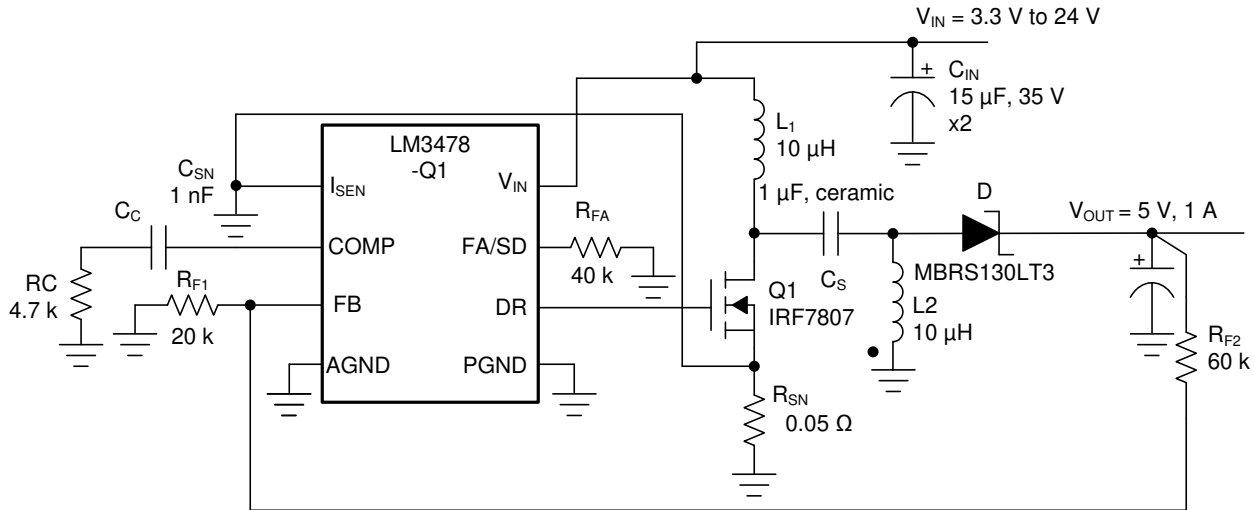 V_IN = 3.3 V to 24 V
+
C_IN
15 µF, 35 V
x2
L_1
10 µH
LM3478
-Q1
C_SN
1 nF
I_SEN
V_IN
1 µF, ceramic
D
C_C
R_FA
V_OUT = 5 V, 1 A
COMP
FA/SD
+
40 k
C_S
MBRS130LT3
RC
4.7 k
R_F1
20 k
FB
DR
Q1
IRF7807
L2
10 µH
R_F2
60 k
AGND
PGND
R_SN
0.05 Ω